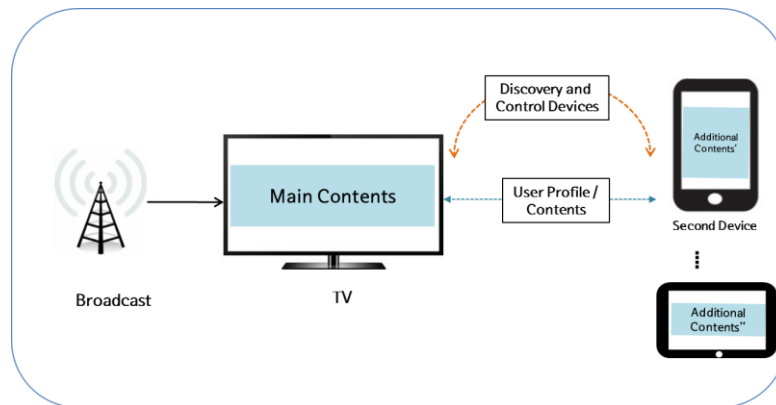 Discovery and
Control Devices
Additional
Contents'
Main Contents
User Profile /
Contents
Second Device
Broadcast
TV
Additional
Contents"